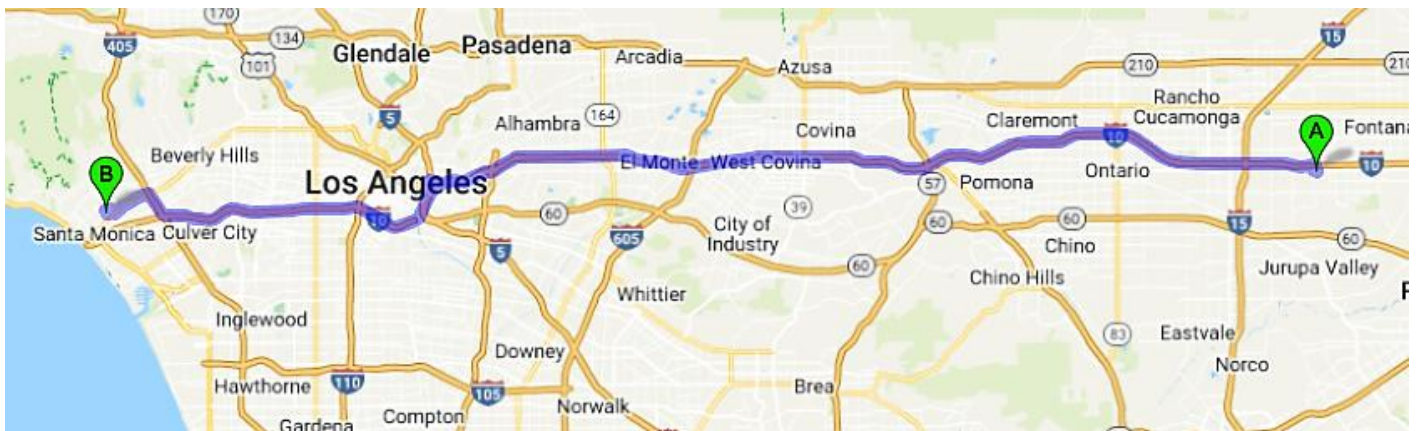 170
134
405
Glendale
Pasadena
101
Arcadia
Azusa
210
15
210
5
Alhambra
164
Covina
Claremont
Rancho
Cucamonga
10
A
Fontana
10
Beverly Hills
El Monte
West Covina
B
Los Angeles
57
Pomona
Ontario
10
60
39
City of
Industry
60
60
15
Santa Monica
Culver City
5
605
60
Chino
60
Jurupa Valley
Whittier
Chino Hills
Inglewood
Downey
83
Eastvale
Norco
Hawthorne
110
105
Brea
Compton
Norwalk
Gardena